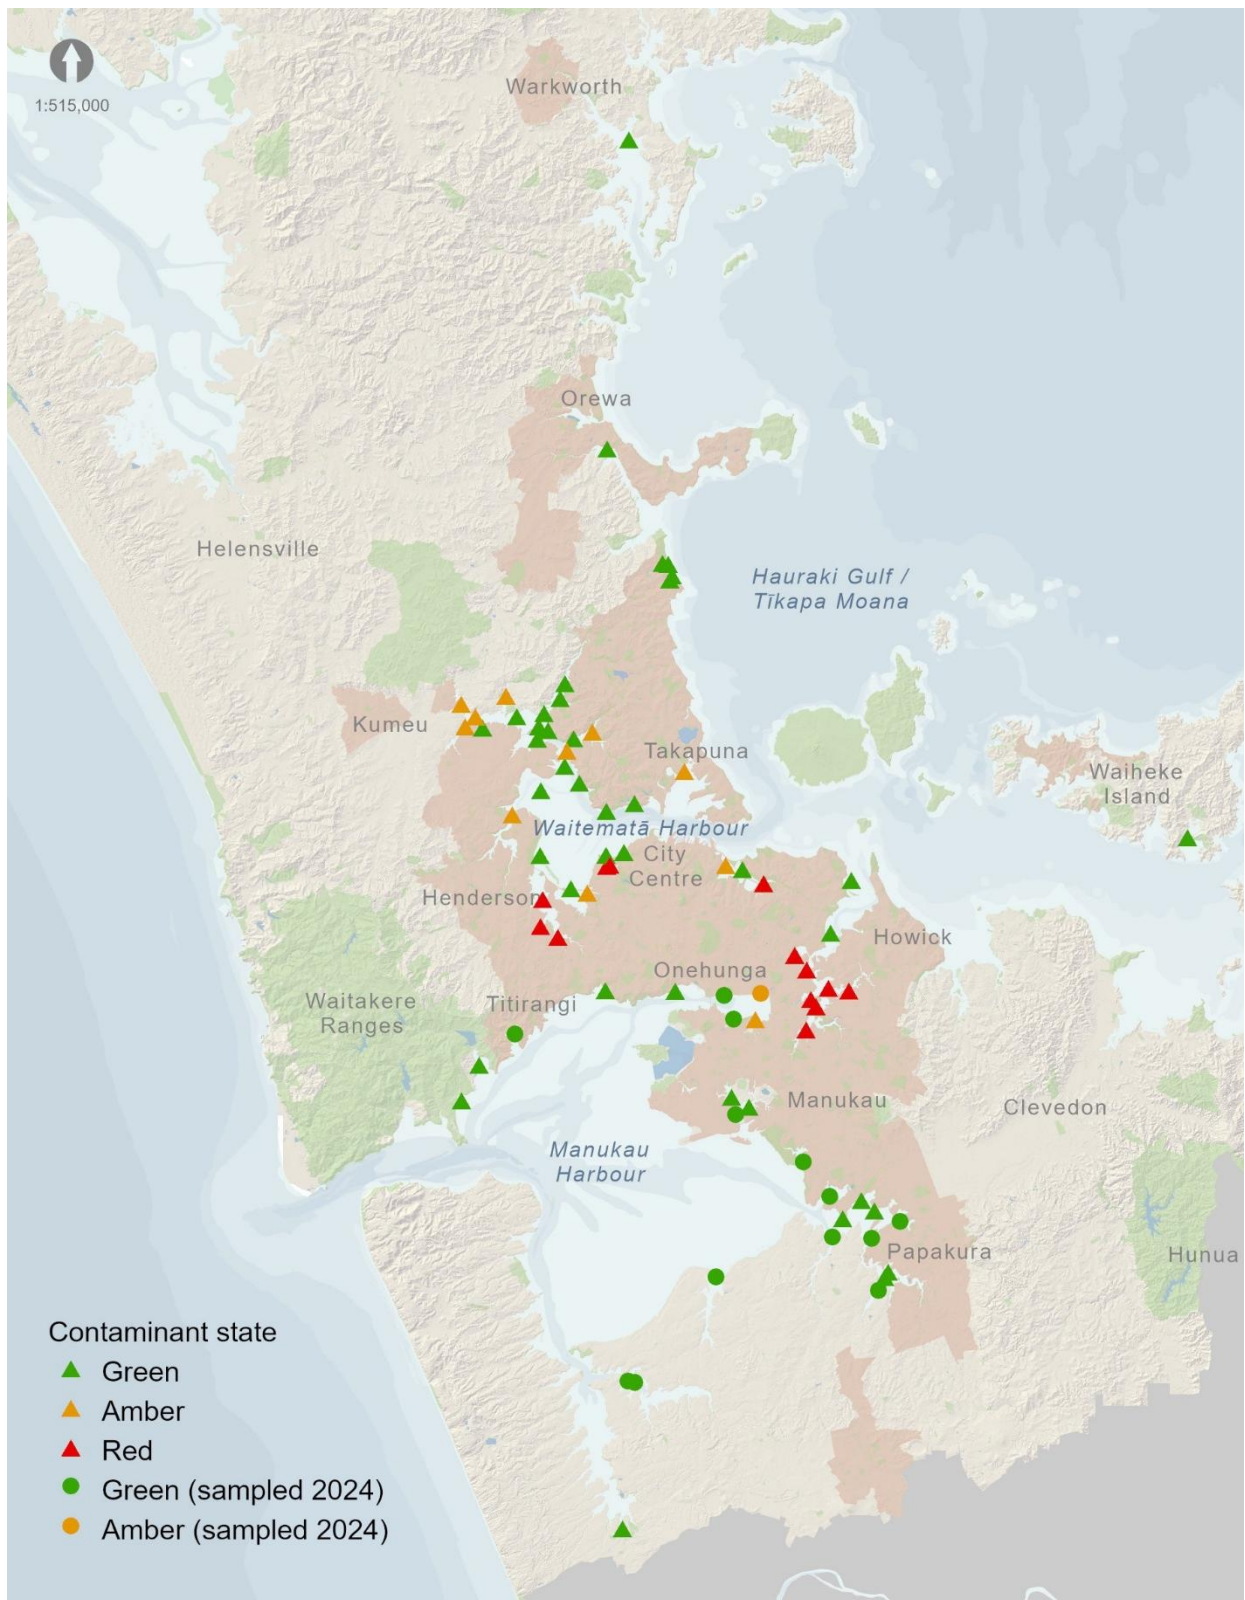 1:515,000
Warkworth
Orewa
Helensville
Hauraki Gulf /
Tīkapa Moana
Kumeu
Takapuna
Waiheke
Island
Waitematā Harbour
City
Centre
Henderson
Howick
Onehunga
Waitakere
Ranges
Titirangi
Manukau
Clevedon
Manukau
Harbour
Papakura
Hunua
Contaminant state
Green
Amber
Red
Green (sampled 2024)
Amber (sampled 2024)